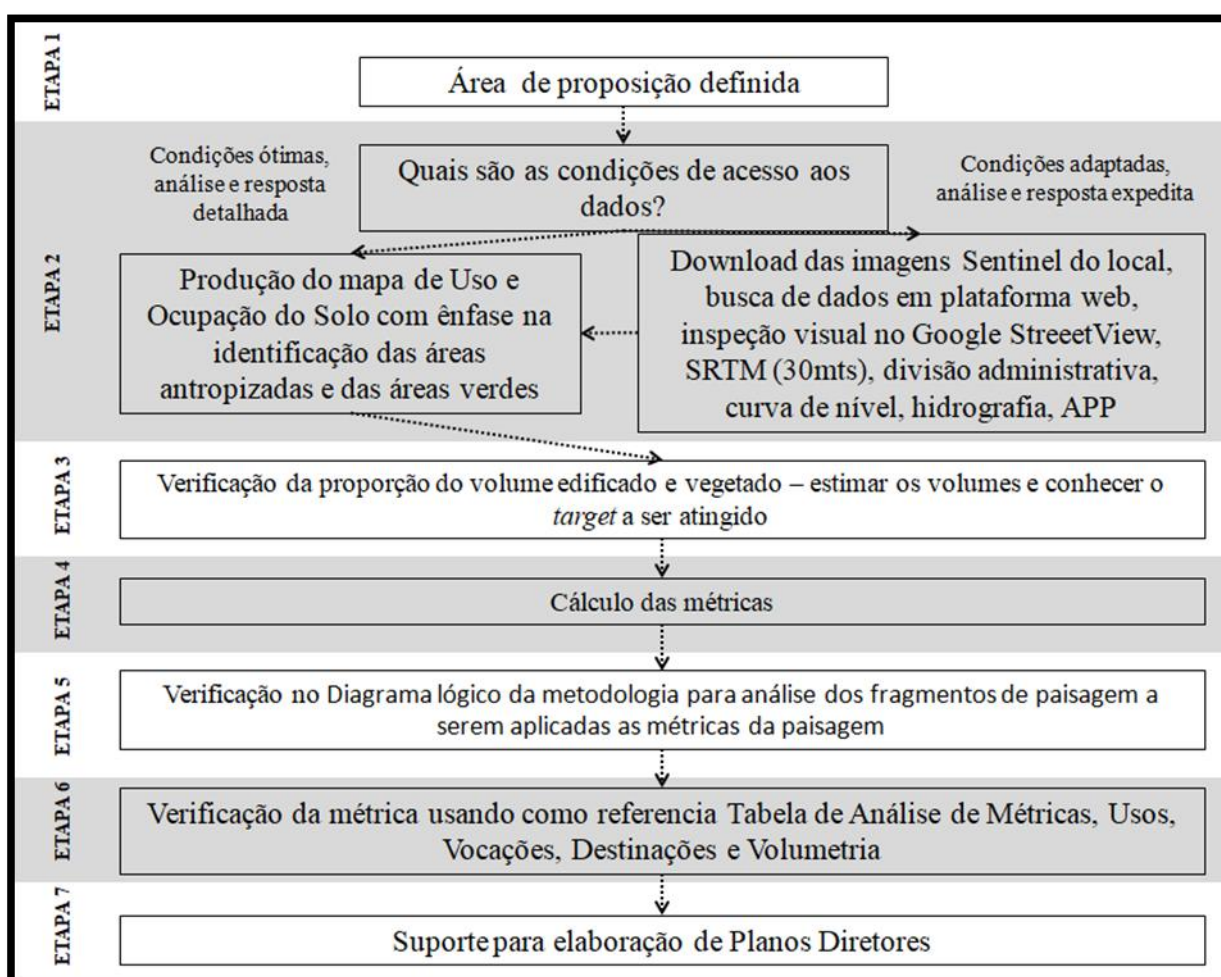 ETAPA 1
Área de proposição definida
ETAPA 2
Condições ótimas,
análise e resposta
detalhada
Quais são as condições de acesso aos
dados?
Condições adaptadas,
análise e resposta expedita
Produção do mapa de Uso e
Ocupação do Solo com ênfase na
identificação das áreas
antropizadas e das áreas verdes
Download das imagens Sentinel do local,
busca de dados em plataforma web,
inspeção visual no Google StreeetView,
SRTM (30mts), divisão administrativa,
curva de nível, hidrografia, APP
ETAPA 3
Verificação da proporção do volume edificado e vegetado – estimar os volumes e conhecer o
target a ser atingido
ETAPA 4
Cálculo das métricas
ETAPA 5
Verificação no Diagrama lógico da metodologia para análise dos fragmentos de paisagem a
serem aplicadas as métricas da paisagem
ETAPA 6
Verificação da métrica usando como referencia Tabela de Análise de Métricas, Usos,
Vocações, Destinações e Volumetria
ETAPA 7
Suporte para elaboração de Planos Diretores